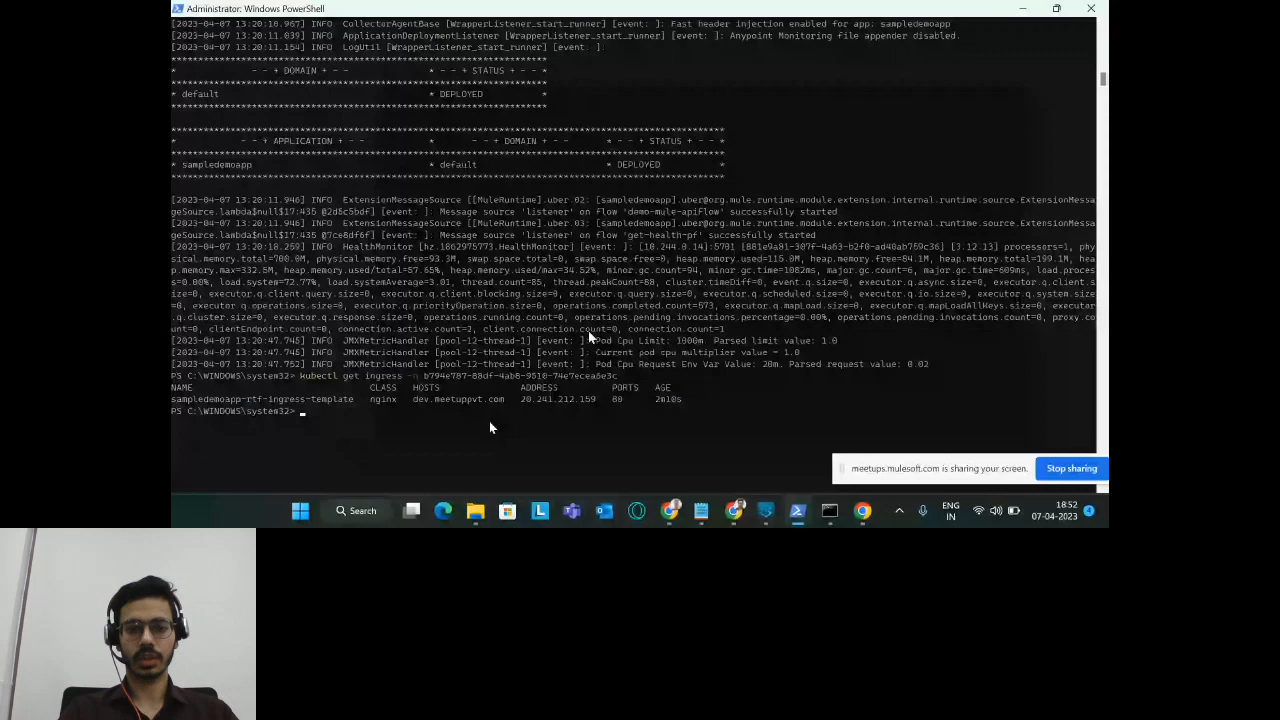 Administrator: Windows PowerShell
[2023-04-07 13:20:10.967] INFO CollectorAgentBase [WrapperListener_start_runner] [event: ]: Fast header injection enabled for app: sampledemoapp
[2023-04-07 13:20:11.039] INFO ApplicationDeploymentListener [WrapperListener_start_runner] [event: ]: Anypoint Monitoring file appender disabled.
[2023-04-07 13:20:11.154] INFO LogUtil [WrapperListener_start_runner] [event: ]:
* - - + DOMAIN + - - * - - + STATUS + - - *
* default * DEPLOYED *
* - - + APPLICATION + - - * - - + DOMAIN + - - * - - + STATUS + - - *
* sampledemoapp * default * DEPLOYED *
[2023-04-07 13:20:11.946] INFO ExtensionMessageSource [[MuleRuntime].uber.02: [sampledemoapp].uber@org.mule.runtime.module.extension.internal.runtime.source.ExtensionMessa
geSource.lambda$null$17:435 @2d5c5bdf] [event: ]: Message source 'listener' on flow 'demo-mule-apiFlow' successfully started
[2023-04-07 13:20:11.946] INFO ExtensionMessageSource [[MuleRuntime].uber.03: [sampledemoapp].uber@org.mule.runtime.module.extension.internal.runtime.source.ExtensionMessa
geSource.lambda$null$17:435 @7ce8df6f] [event: ]: Message source 'listener' on flow 'get-health-pf' successfully started
[2023-04-07 13:20:18.259] INFO HealthMonitor [hz.1862975773.HealthMonitor] [event: ]: [10.244.0.14]:5701 [3.12.13] processors=1, phy
sical.memory.total=700.0M, physical.memory.free=93.3M, swap.space.total=0, swap.space.free=0, heap.memory.used=115.0M, heap.memory.free=84.1M, heap.memory.total=199.1M,
heap.memory.max=332.5M, heap.memory.used/total=57.65%, heap.memory.used/max=34.52%, minor.gc.count=94, minor.gc.time=1082ms, major.gc.count=6, major.gc.time=609ms, load.proces
s=0.00%, load.system=72.77%, load.systemAverage=3.01, thread.count=85, thread.peakCount=88, cluster.timeDiff=0, event.q.size=0, executor.q.async.size=0, executor.q.client.s
ize=0, executor.q.client.query.size=0, executor.q.client.blocking.size=0, executor.q.query.size=0, executor.q.scheduled.size=0, executor.q.io.size=0, executor.q.system.size
=0, executor.q.operations.size=0, executor.q.priorityOperation.size=0, operations.completed.count=573, executor.q.mapLoad.size=0, executor.q.mapLoadAllKeys.size=0, executor
.q.cluster.size=0, executor.q.response.size=0, operations.running.count=0, operations.pending.invocations.percentage=0.00%, operations.pending.invocations.count=0, proxy.co
unt=0, clientEndpoint.count=0, connection.active.count=2, client.connection.count=0, connection.count=1
[2023-04-07 13:20:47.745] INFO JMXMetricHandler [pool-12-thread-1] [event: ]: Pod Cpu Limit: 1000m Parsed limit value: 1.0
[2023-04-07 13:20:47.745] INFO JMXMetricHandler [pool-12-thread-1] [event: ]: Current pod cpu multiplier value = 1.0
[2023-04-07 13:20:47.752] INFO JMXMetricHandler [pool-12-thread-1] [event: ]: Pod Cpu Request Env Var Value: 20m. Parsed request value: 0.02
PS C:\WINDOWS\system32> kubectl get ingress -n
NAME CLASS HOSTS ADDRESS PORTS AGE
sampledemoapp-rtf-ingress-template nginx dev.meetuppvt.com 20.241.212.159 80 2m10s
PS C:\WINDOWS\system32>
meetups.mulesoft.com is sharing your screen.
Stop sharing
Search
ENG
IN
18:52
07-04-2023
4